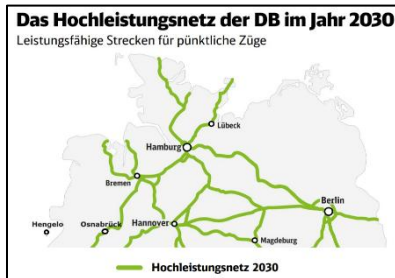 Das Hochleistungsnetz der DB im Jahr 2030
Leistungsfähige Strecken für pünktliche Züge
Lübeck
Hamburg
Bremen
Berlin
Hengelo
Osnabrück
Hannover
Magdeburg
Hochleistungsnetz 2030